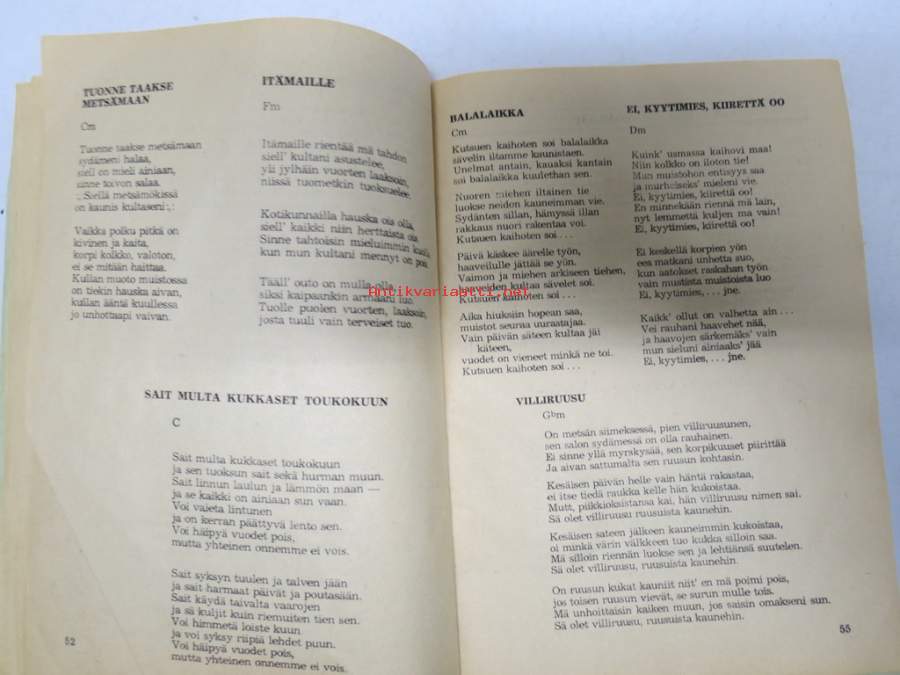 TUONNE TAAKSE
METSÄMAAN
Cm
Tuonne taakse metsämaan
sydämeni halaa,
siell on mieli ainiaan,
sinne toivon salaa.
,:Siellä metsämökissä
on kaunis kultaseni:,:
Vaikka polku pitkä on
kivinen ja kaita,
korpi kolkko, valoton,
ei se mitään haittaa.
Kullan muoto muistossa
on tiekin hauska aivan,
kullan ääntä kuullessa
jo unhottaapi vaivan.
ITÄMAILLE
Fm
Itämaille rientää mä tahdon
siell' kultani asustelee,
yli jylhäin vuorten laaksoin,
niissä tuometkin tuoksuelee.
Kotikunnailla hauska ois olla,
siell' kaikki niin herttaista ois.
Sinne tahtoisin mieluimmin
kun mun kultani mennyt on pois.
Tääll' outo on mulla olla
siksi kaipaankin armaani luo.
Tuolle puolen vuorten, laaksoin,
josta tuuli vain terveiset tuo.
SAIT MULTA KUKKASET TOUKOKUUN
C
Sait multa kukkaset toukokuun
ja sen tuoksun sait sekä hurman muun.
Sait linnun laulun ja lämmön maan —
ja se kaikki on ainiaan sun vaan.
Voi vaieta lintunen
ja on kerran päättyvä lento sen.
Voi häipyä vuodet pois,
mutta yhteinen onnemme ei vois.
Sait syksyn tuulen ja talven jään
ja sait harmaat päivät ja poutasään.
Sait käydä taivalta vaarojen
ja sä kuljit kuin riemuiten tien sen.
Voi himmetä loiste kuun
ja voi syksy riipiä lehdet puun.
Voi häipyä vuodet pois,
mutta yhteinen onnemme ei vois.
52
BALALAIKKA
Cm
Kutsuen kaihoten soi balalaikka
sävelin iltamme kaunistaen.
Unelmat antain, kauaksi kantain
soi balalaikka kuulethan sen.
Nuoren miehen iltainen tie
luokse neidon kauneimman vie.
Sydänten sillan, hämyssä illan
rakkaus nuori rakentaa voi.
Kutsuen kaihoten soi . . .
Päivä käskee äärelle työn,
haaveilulle jättää se yön.
Vaimon ja miehen arkiseen tiehen,
haaveiden kultaa sävelet soi.
Kutsuen kaihoten soi . . .
Aika hiuksiin hopean saa,
muistot seuraa uuraastajaa.
Vain päivän säteen kultaa jäi
käteen,
vuodet on vieneet minkä ne toi.
Kutsuen kaihoten soi . . .
EI, KYYTIMIES, KIIRETTÄ OO
Dm
Kuink' usmassa kaihovi maa!
Niin kolkko on iloton tie!
Mun muistohon entisyys saa
ja murheiseks' mieleni vie.
Ei, kyytimies, kiirettä oo!
En minnekään riennä mä lain,
nyt lemmettä kuljen ma vain!
Ei, kyytimies, kiirettä oo!
Ei keskellä korpien yön
ees matkani unhetta suo,
kun aatokset raskahan työn
vain mustista muistoista luo
Ei, kyytimies, . . . jne.
Kaikk' ollut on valhetta ain . . .
Vei rauhani haavehet nää,
ja haavojen särkemäks' vain
mun sieluni ainiaaks' jää
Ei, kyytimies, . . . jne.
VILLIRUUSU
Gbm
On metsän siimeksessä, pien villiruusunen,
sen salon sydämessä on olla rauhainen.
Ei sinne yllä myrskysää, sen korpikuuset piirittää
Ja aivan sattumalta sen ruusun kohtasin.
Kesäisen päivän helle vain häntä rakastaa,
ei itse tiedä raukka kelle hän kukoistaa.
Mutt, piikkioksistansa kai, hän villiruusu nimen sai.
Sä olet villiruusu ruusuista kaunehin.
Kesäisen sateen jälkeen kauneimmin kukoistaa,
oi minkä värin välkkeen tuo kukka silloin saa.
Mä silloin riennän luokse sen ja lehtiänsä suutelen.
Sä olet villiruusu, ruusuista kaunehin.
On ruusun kukat kauniit niit' en mä poimi pois,
jos toisen ruusun vievät, se surun mulle tois.
Mä unhoittaisin kaiken muun, jos saisin omakseni sun.
Sä olet villiruusu, ruusuista kaunehin.
55
Antikvariaatti.net